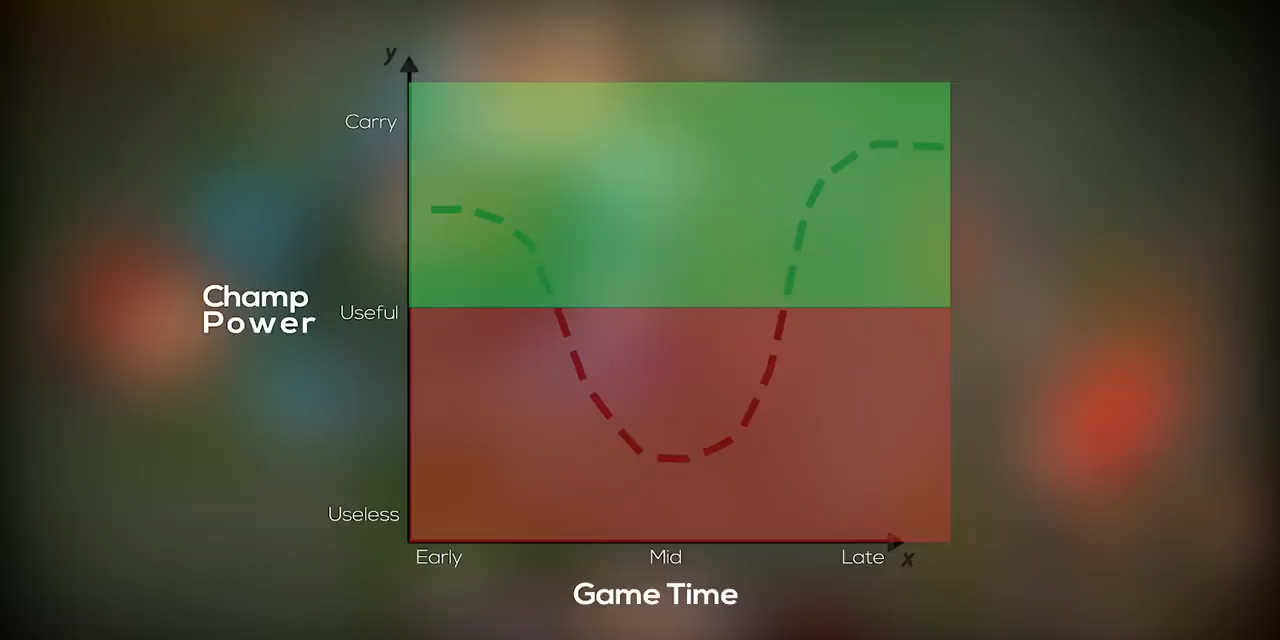 y
Carry
Champ
Power
Useful
Useless
Early
Mid
Late
x
Game Time